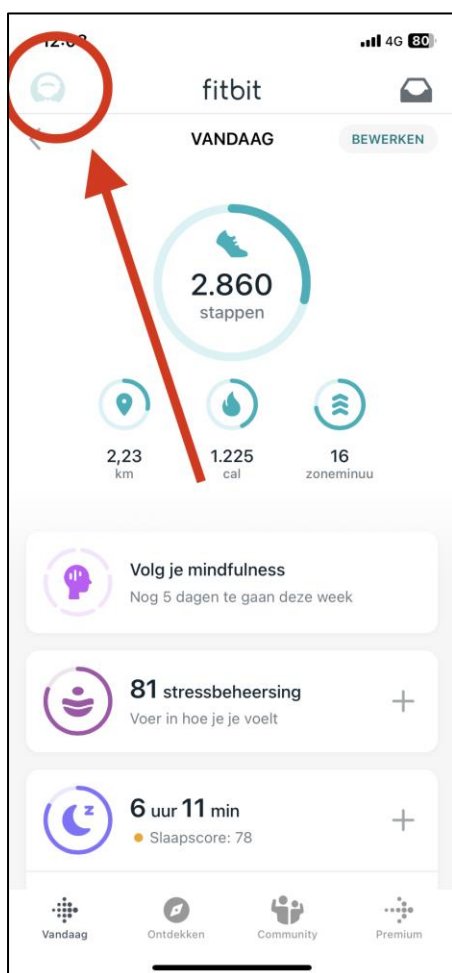 12:08
4G 80
fitbit
VANDAAG
BEWERKEN
2.860
stappen
2,23
km
1.225
cal
16
zoneminuu
Volg je mindfulness
Nog 5 dagen te gaan deze week
81 stressbeheersing
Voer in hoe je je voelt
6 uur 11 min
Slaapscore: 78
Vandaag
Ontdekken
Community
Premium